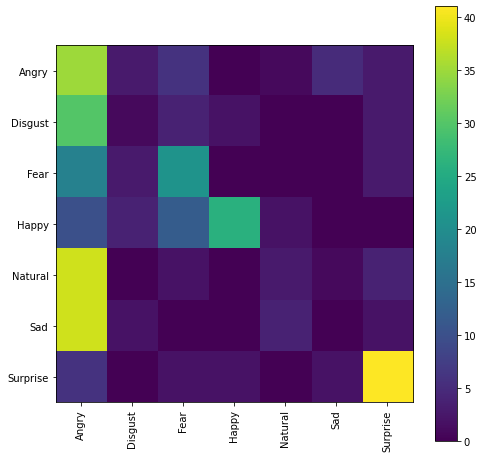 Angry
Disgust
Fear
Happy
Natural
Sad
Surprise
Angry
Disgust
Fear
Happy
Natural
Sad
Surprise
40
35
30
25
20
15
10
5
0